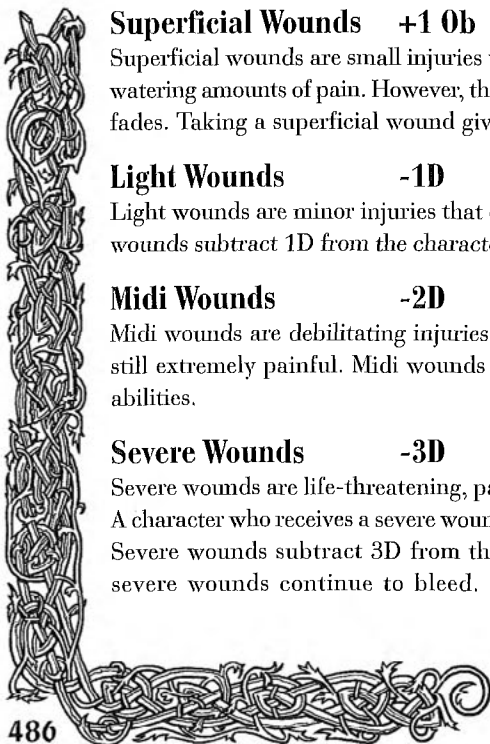 Superficial Wounds +1 Ob
Superficial wounds are small injuries
watering amounts of pain. However, th
fades. Taking a superficial wound giv
Light Wounds -1D
Light wounds are minor injuries that
wounds subtract 1D from the characte
Midi Wounds -2D
Midi wounds are debilitating injuries
still extremely painful. Midi wounds
abilities.
Severe Wounds -3D
Severe wounds are life-threatening, pa
A character who receives a severe woun
Severe wounds subtract 3D from th
severe wounds continue to bleed.
486